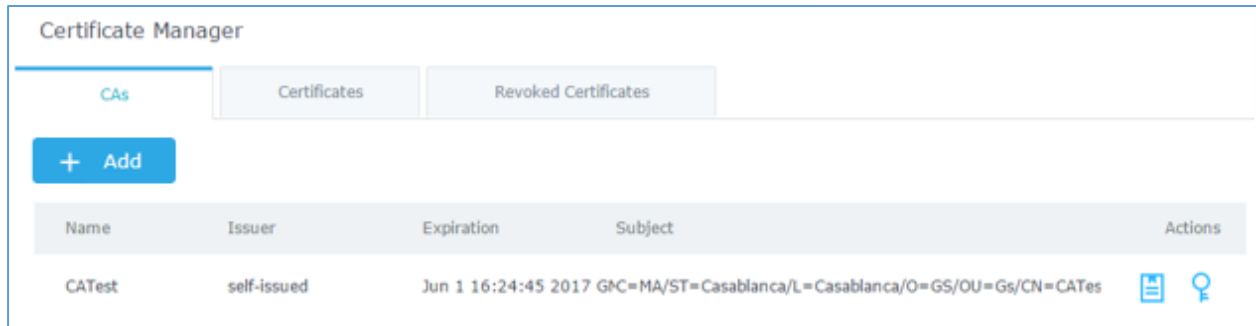 Certificate Manager
CAs Certificates Revoked Certificates
+ Add
Name Issuer Expiration Subject Actions
CATest self-issued Jun 1 16:24:45 2017 GM C=MA/ST=Casablanca/L=Casablanca/O=GS/OU=Gs/CN=CATes